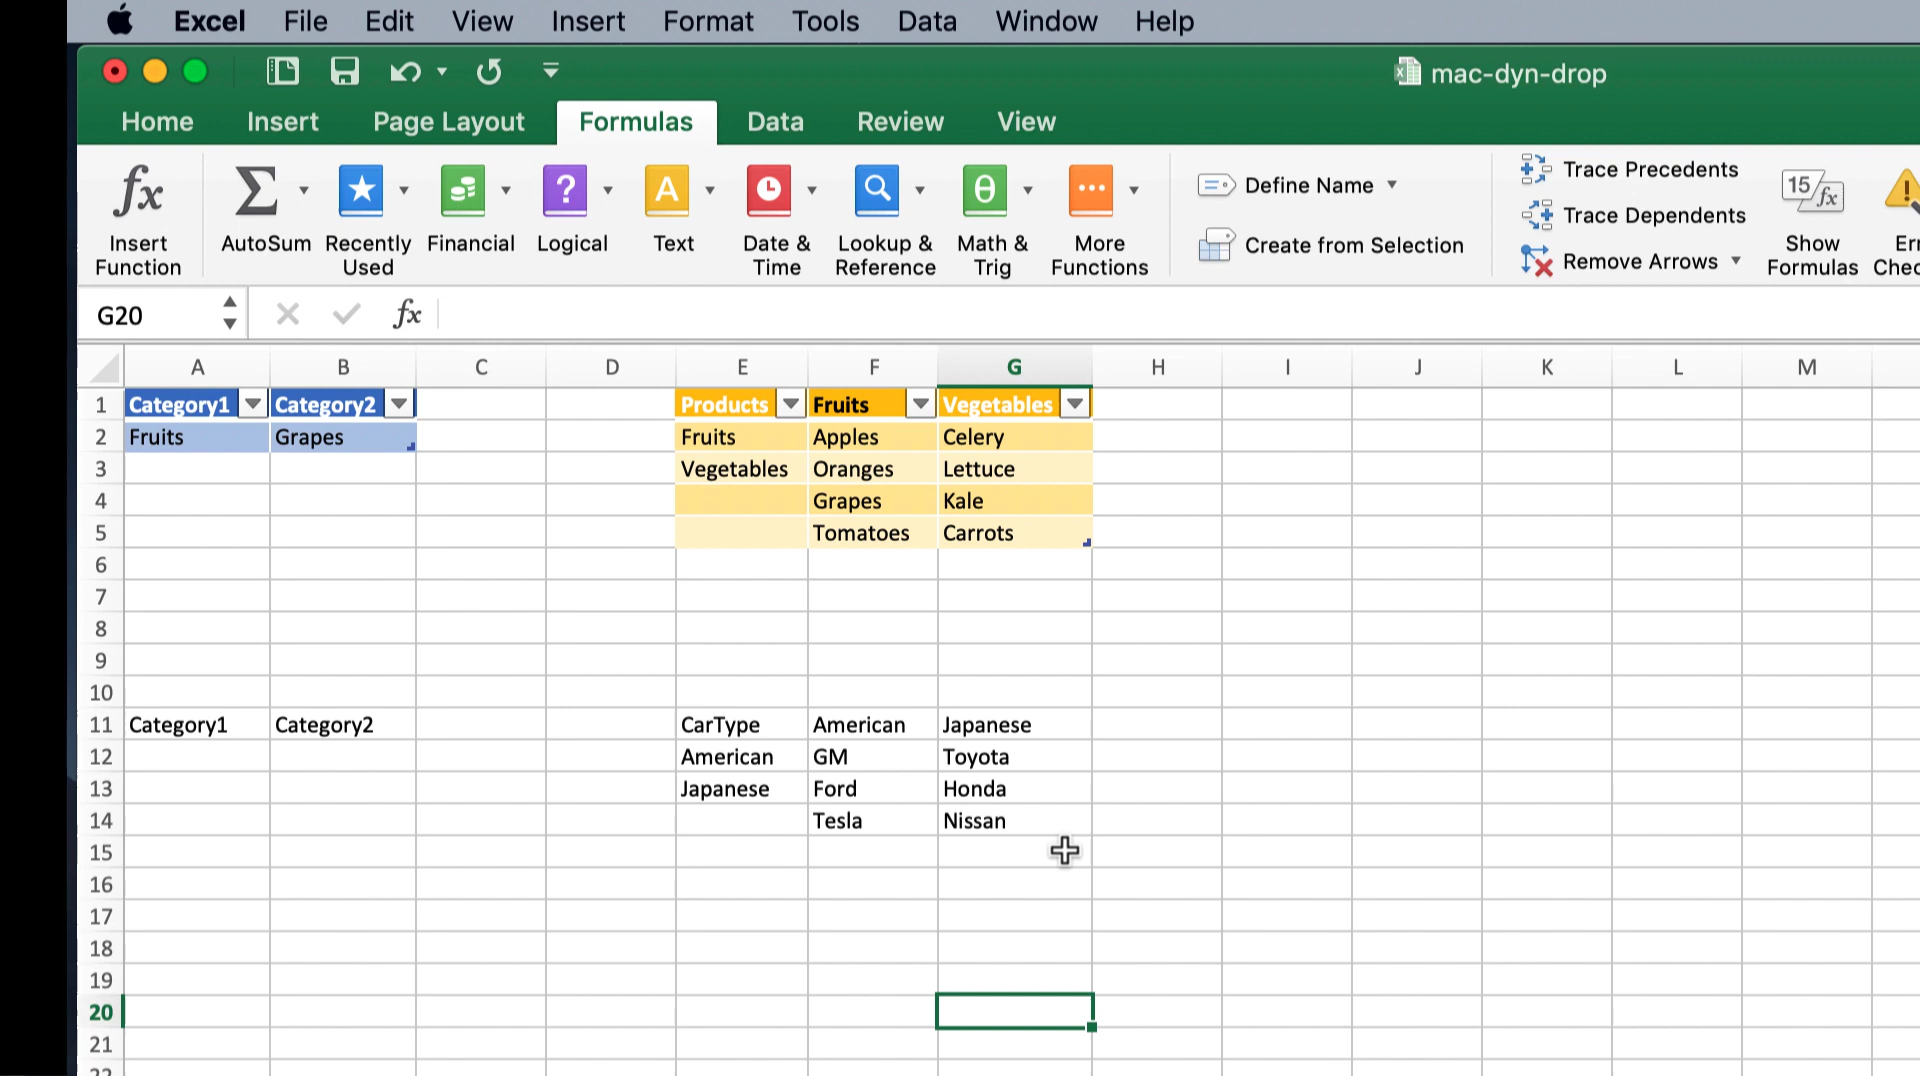 Excel File Edit View Insert Format Tools Data Window Help
mac-dyn-drop
Home Insert Page Layout Formulas Data Review View
fx Insert Function
AutoSum
Recently Used
Financial
? Logical
A Text
Date & Time
Lookup & Reference
θ Math & Trig
More Functions
Define Name
Create from Selection
Trace Precedents
Trace Dependents
Remove Arrows
15 fx Show Formulas
G20 fx
A B C D E F G H I J K L M
1 Category1 Category2 Products Fruits Vegetables
2 Fruits Grapes Fruits Apples Celery
3 Vegetables Oranges Lettuce
4 Grapes Kale
5 Tomatoes Carrots
6
7
8
9
10
11 Category1 Category2 CarType American Japanese
12 American GM Toyota
13 Japanese Ford Honda
14 Tesla Nissan
15
16
17
18
19
20
21